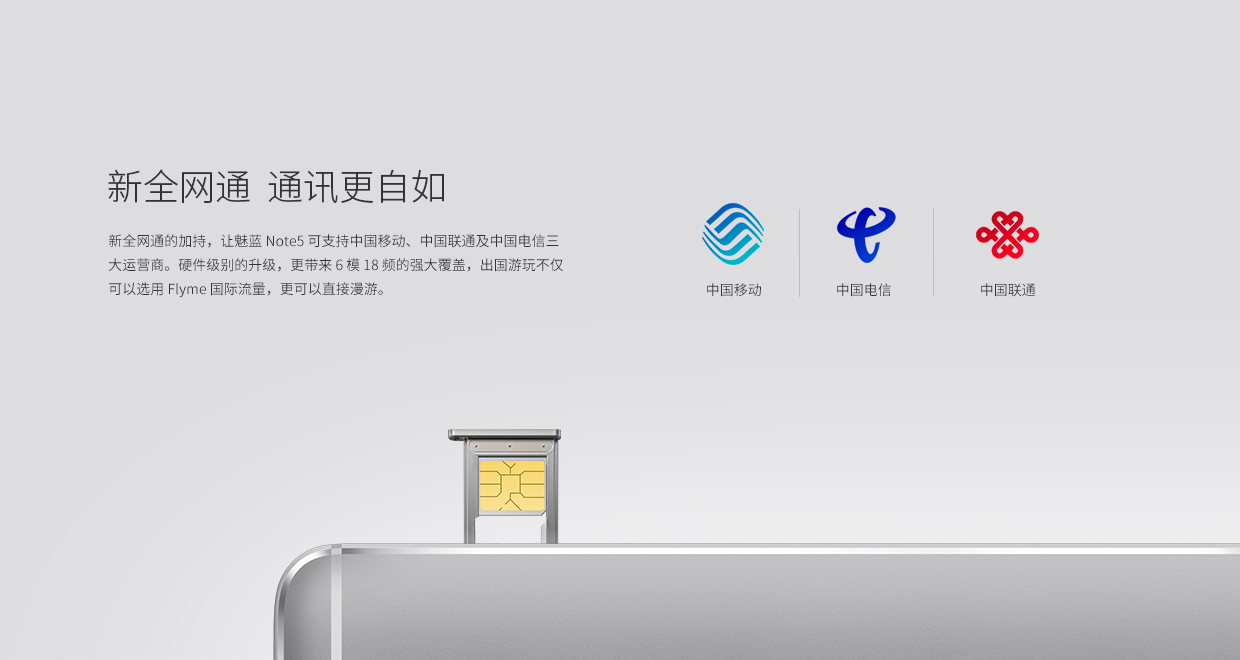 新全网通 通讯更自如
新全网通的加持，让魅蓝 Note5 可支持中国移动、中国联通及中国电信三
大运营商。硬件级别的升级，更带来 6 模 18 频的强大覆盖，出国游玩不仅
可以选用 Flyme 国际流量，更可以直接漫游。
中国移动
中国电信
中国联通